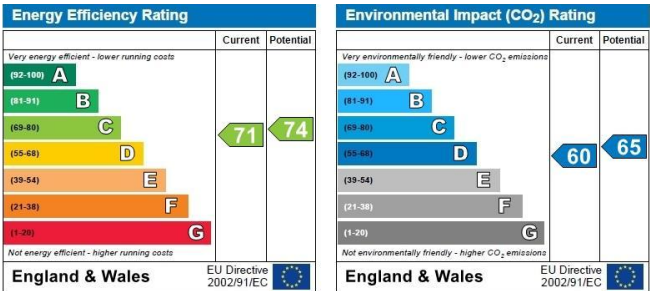 Energy Efficiency Rating
Current Potential
Very energy efficient - lower running costs
(92-100) A
(81-91) B
(69-80) C
(55-68) D
(39-54) E
(21-38) F
(1-20) G
71
74
Not energy efficient - higher running costs
England & Wales
EU Directive
2002/91/EC
Environmental Impact (CO₂) Rating
Current Potential
Very environmentally friendly - lower CO₂ emissions
(92-100) A
(81-91) B
(69-80) C
(55-68) D
(39-54) E
(21-38) F
(1-20) G
60
65
Not environmentally friendly - higher CO₂ emissions
England & Wales
EU Directive
2002/91/EC